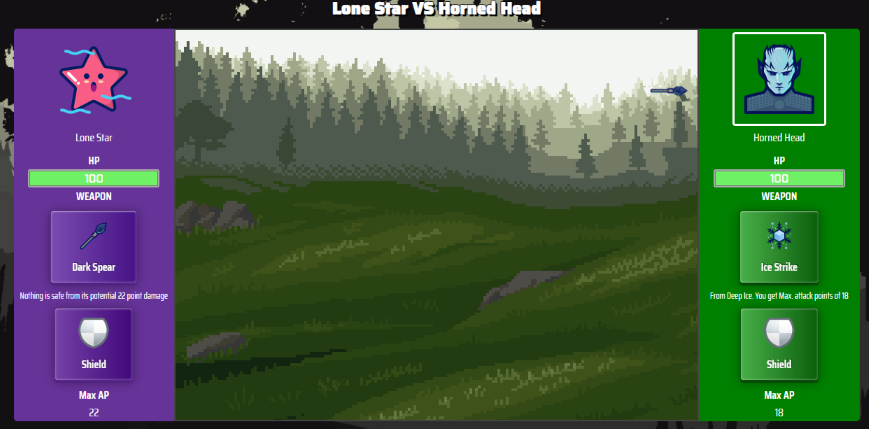 Lone Star VS Horned Head
Lone Star
HP
100
WEAPON
Dark Spear
Nothing is safe from its potential 22 point damage
Shield
Max AP
22
Horned Head
HP
100
WEAPON
Ice Strike
From Deep Ice. You get Max. attack points of 18
Shield
Max AP
18